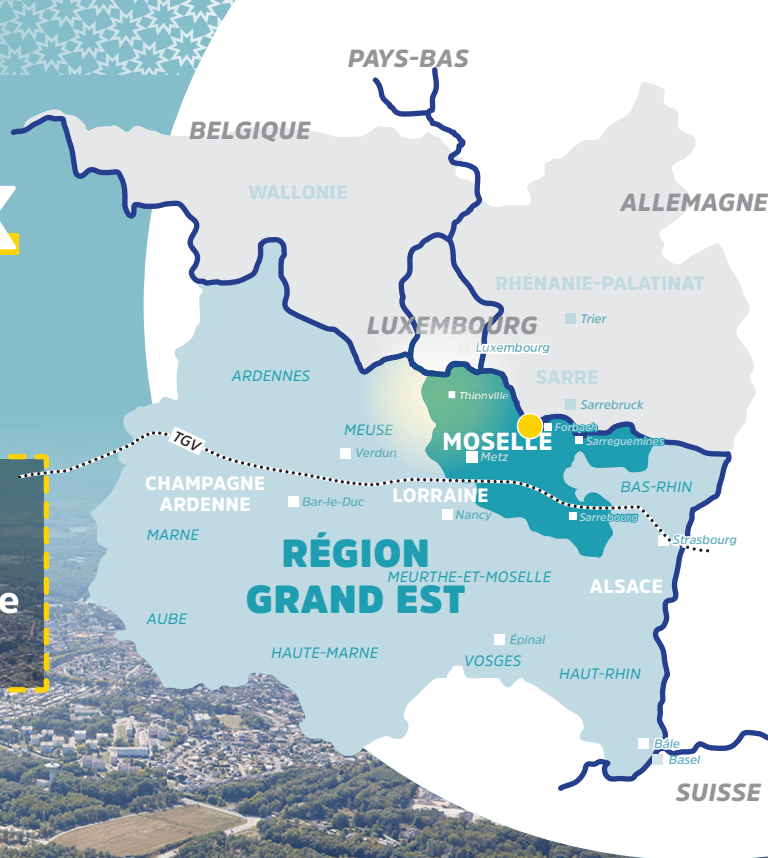 PAYS-BAS
BELGIQUE
WALLONIE
ALLEMAGNE
RHÉNANIE-PALATINAT
Trier
LUXEMBOURG
Luxembourg
SARRE
ARDENNES
Thionville
Sarrebruck
MEUSE
Forbach
MOSELLE
Sarreguemines
TGV
Verdun
Metz
CHAMPAGNE
ARDENNE
LORRAINE
BAS-RHIN
Bar-le-Duc
Nancy
Sarrebourg
MARNE
Strasbourg
RÉGION
GRAND EST
MEURTHE-ET-MOSELLE
ALSACE
e
AUBE
Épinal
HAUTE-MARNE
VOSGES
HAUT-RHIN
Bâle
Basel
SUISSE